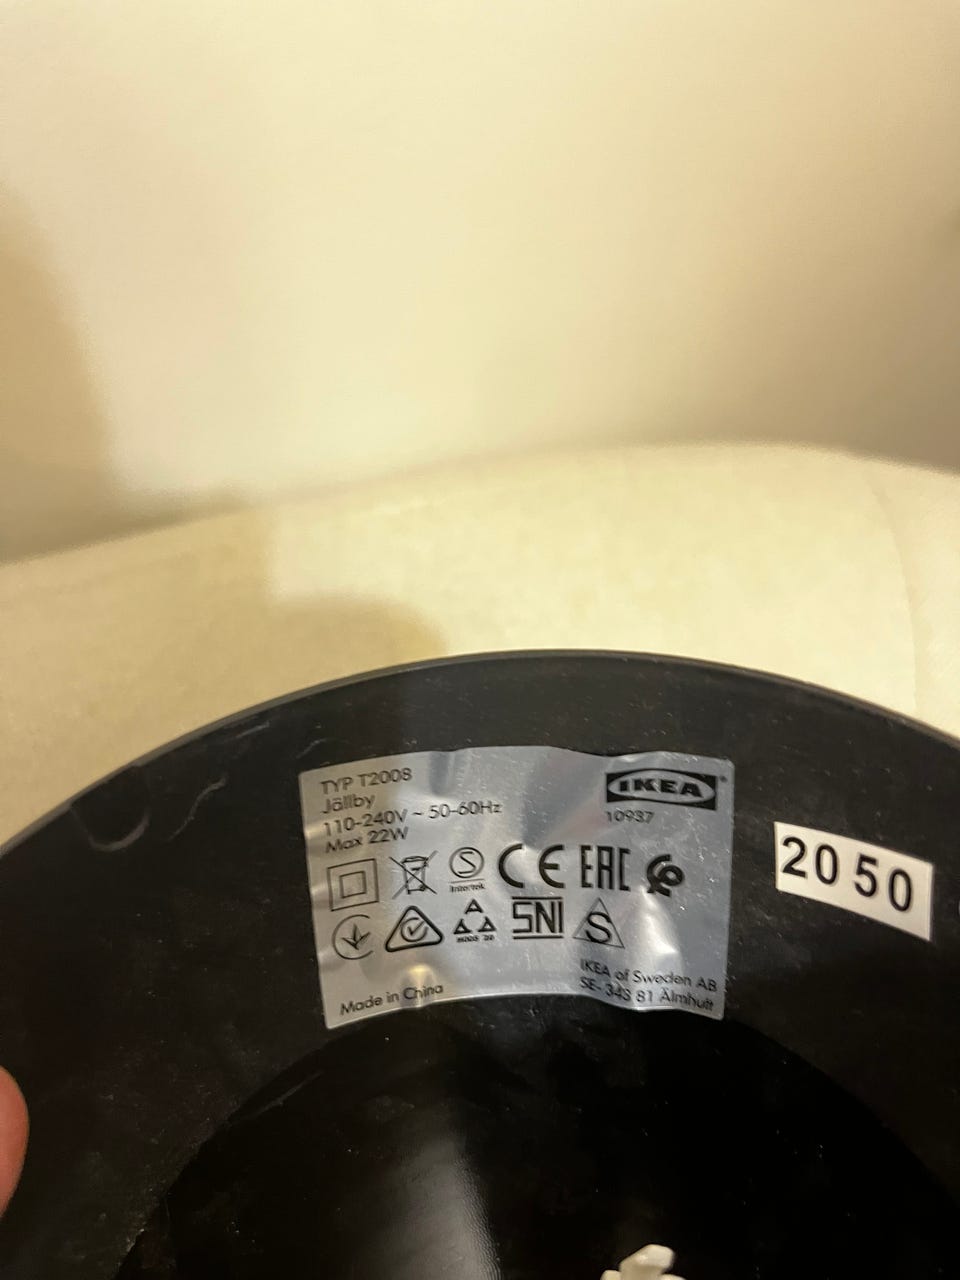 TYP T2008
Jällby
110-240V ~ 50-60Hz
Max 22W
IKEA
10937
S
Intertek
CE EAC
SNI S
Made in China
IKEA of Sweden AB
SE- 343 81 Älmhult
2050